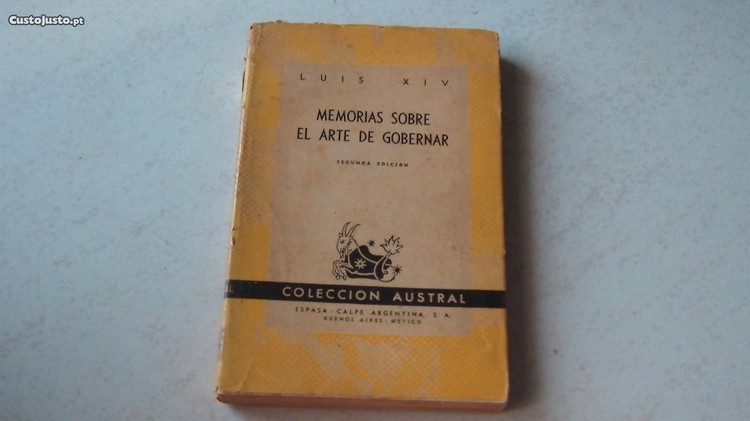 CustoJusto.pt
LUIS XIV
MEMORIAS SOBRE
EL ARTE DE GOBERNAR
SEGUNDA EDICION
L COLECCION AUSTRAL
ESPASA - CALPE ARGENTINA, S. A.
BUENOS AIRES - MEXICO